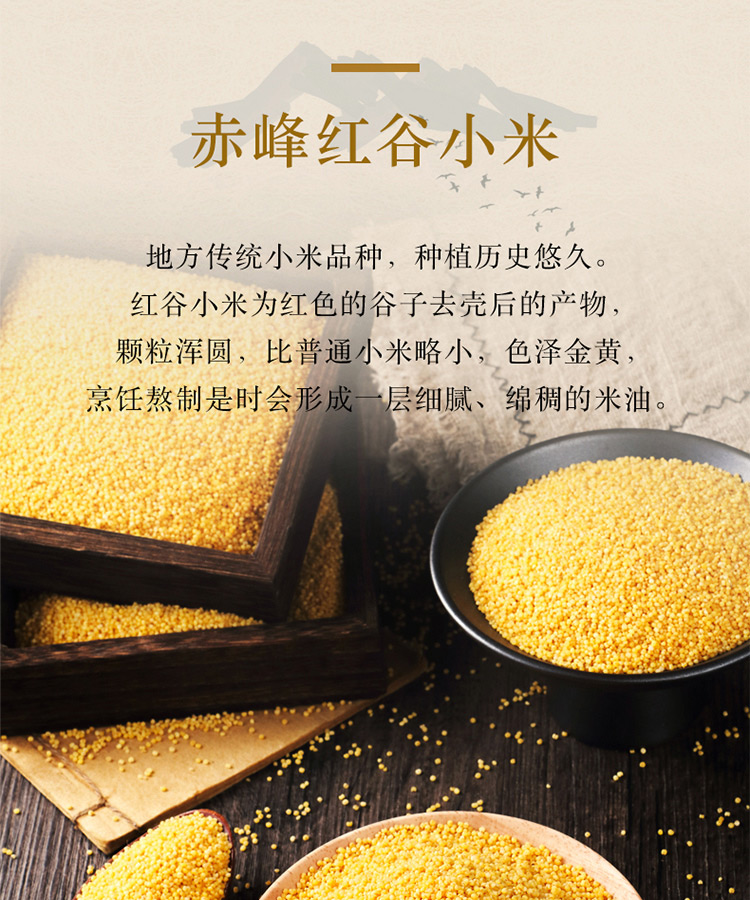 赤峰红谷小米
地方传统小米品种，种植历史悠久。
红谷小米为红色的谷子去壳后的产物，
颗粒浑圆，比普通小米略小，色泽金黄，
烹饪熬制是时会形成一层细腻、绵稠的米油。